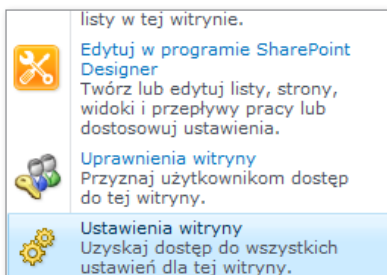 listy w tej witrynie.
Edytuj w programie SharePoint
Designer
Twórz lub edytuj listy, strony,
widoki i przepływy pracy lub
dostosowuj ustawienia.
Uprawnienia witryny
Przyznaj użytkownikom dostęp
do tej witryny.
Ustawienia witryny
Uzyskaj dostęp do wszystkich
ustawień dla tej witryny.